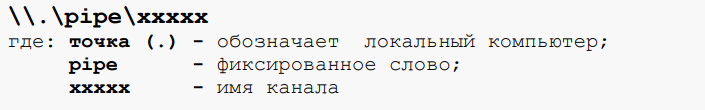 \\.\pipe\xxxxx
где: точка (.) - обозначает локальный компьютер;
pipe - фиксированное слово;
xxxxx - имя канала